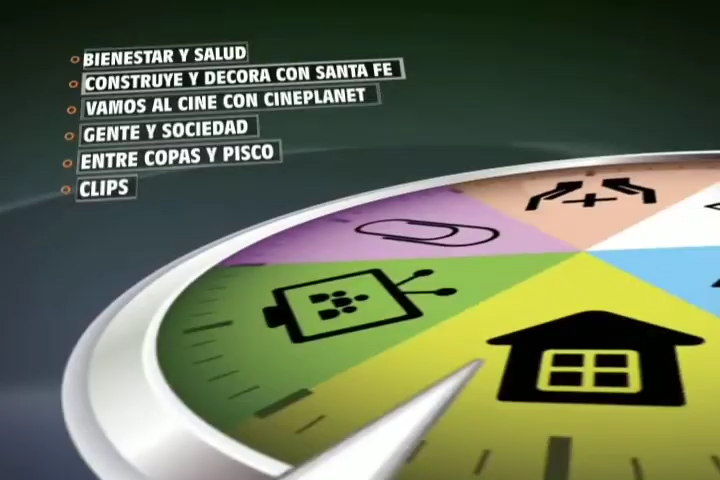 BIENESTAR Y SALUD
CONSTRUYE Y DECORA CON SANTA FE
VAMOS AL CINE CON CINEPLANET
GENTE Y SOCIEDAD
ENTRE COPAS Y PISCO
CLIPS